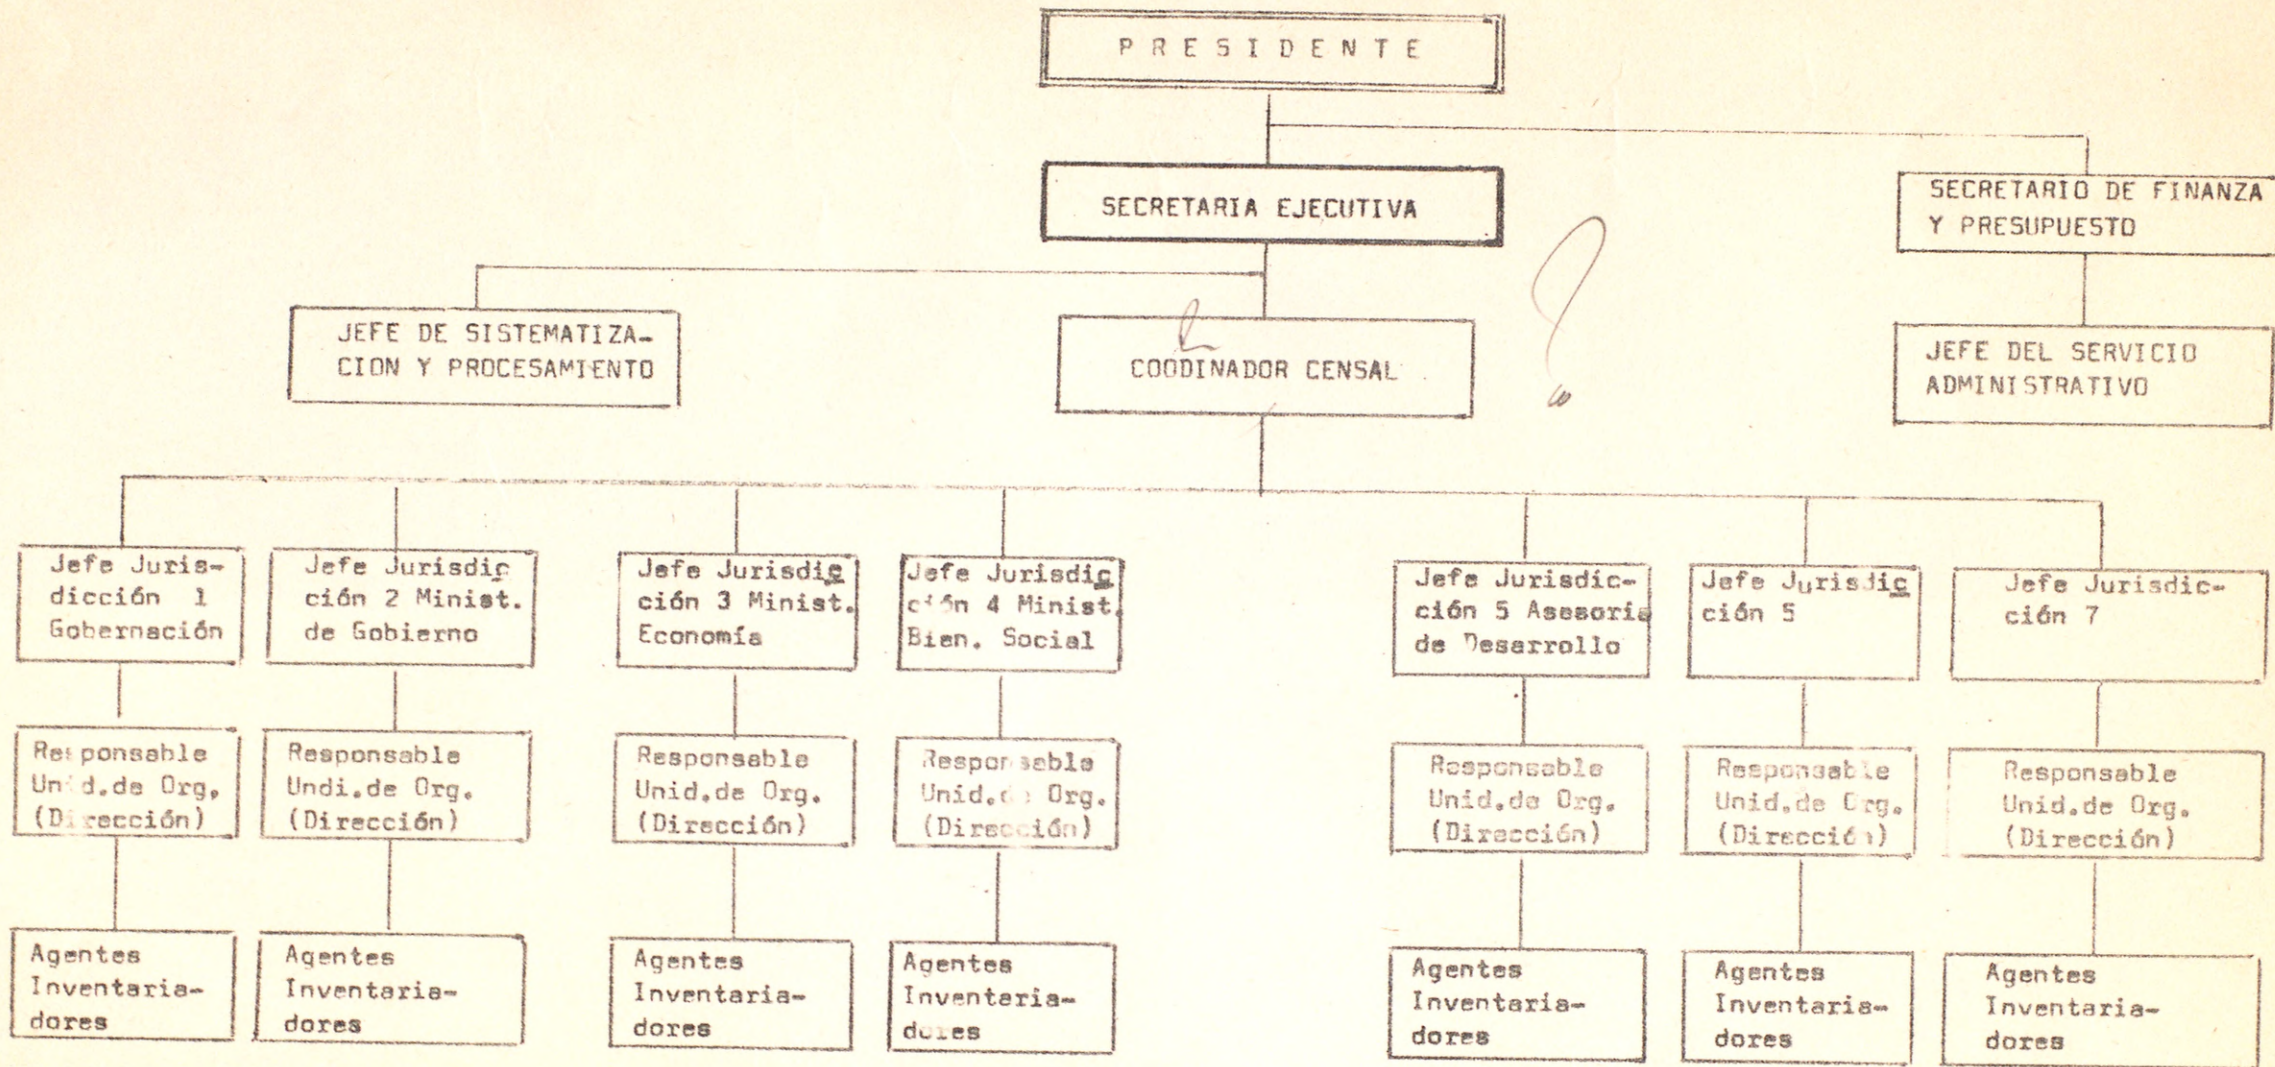 P R E S I D E N T E
SECRETARIA EJECUTIVA
SECRETARIO DE FINANZA
Y PRESUPUESTO
JEFE DE SISTEMATIZA-
CION Y PROCESAMIENTO
COODINADOR CENSAL
?
JEFE DEL SERVICIO
ADMINISTRATIVO
Jefe Juris-
dicción 1
Gobernación
Jefe Jurisdic
ción 2 Minist.
de Gobierno
Jefe Jurisdic
ción 3 Minist.
Economía
Jefe Jurisdic
ción 4 Minist.
Bien. Social
Jefe Jurisdic-
ción 5 Asesoria
de Desarrollo
Jefe Jurisdic
ción 5
Jefe Jurisdic-
ción 7
Responsable
Unid.de Org.
(Dirección)
Responsable
Undi.de Org.
(Dirección)
Responsable
Unid.de Org.
(Dirección)
Responsable
Unid.de Org.
(Dirección)
Responsable
Unid.de Org.
(Dirección)
Responsable
Unid.de Org.
(Dirección)
Responsable
Unid.de Org.
(Dirección)
Agentes
Inventaria-
dores
Agentes
Inventaria-
dores
Agentes
Inventaria-
dores
Agentes
Inventaria-
dores
Agentes
Inventaria-
dores
Agentes
Inventaria-
dores
Agentes
Inventaria-
dores